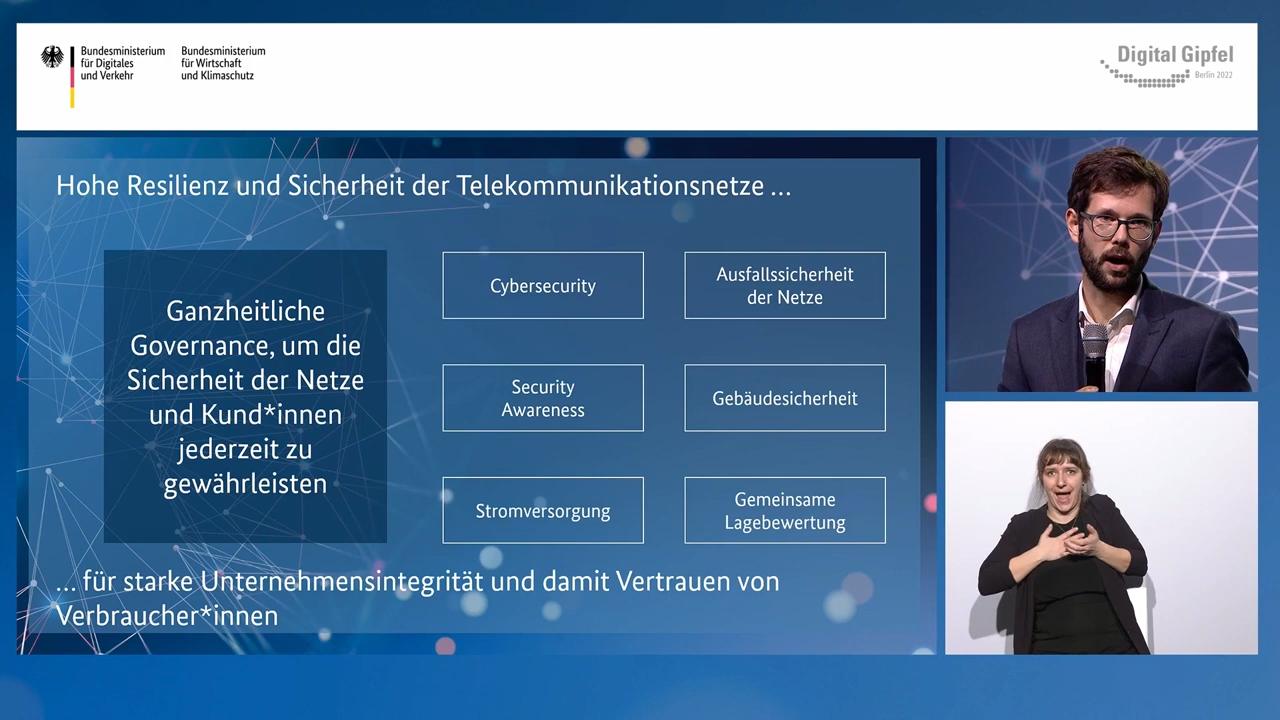 Bundesministerium
für Digitales
und Verkehr
Bundesministerium
für Wirtschaft
und Klimaschutz
Digital Gipfel
Berlin 2022
Hohe Resilienz und Sicherheit der Telekommunikationsnetze ...
Ganzheitliche
Governance, um die
Sicherheit der Netze
und Kund*innen
jederzeit zu
gewährleisten
Cybersecurity
Ausfallssicherheit
der Netze
Security
Awareness
Gebäudesicherheit
Stromversorgung
Gemeinsame
Lagebewertung
... für starke Unternehmensintegrität und damit Vertrauen von
Verbraucher*innen